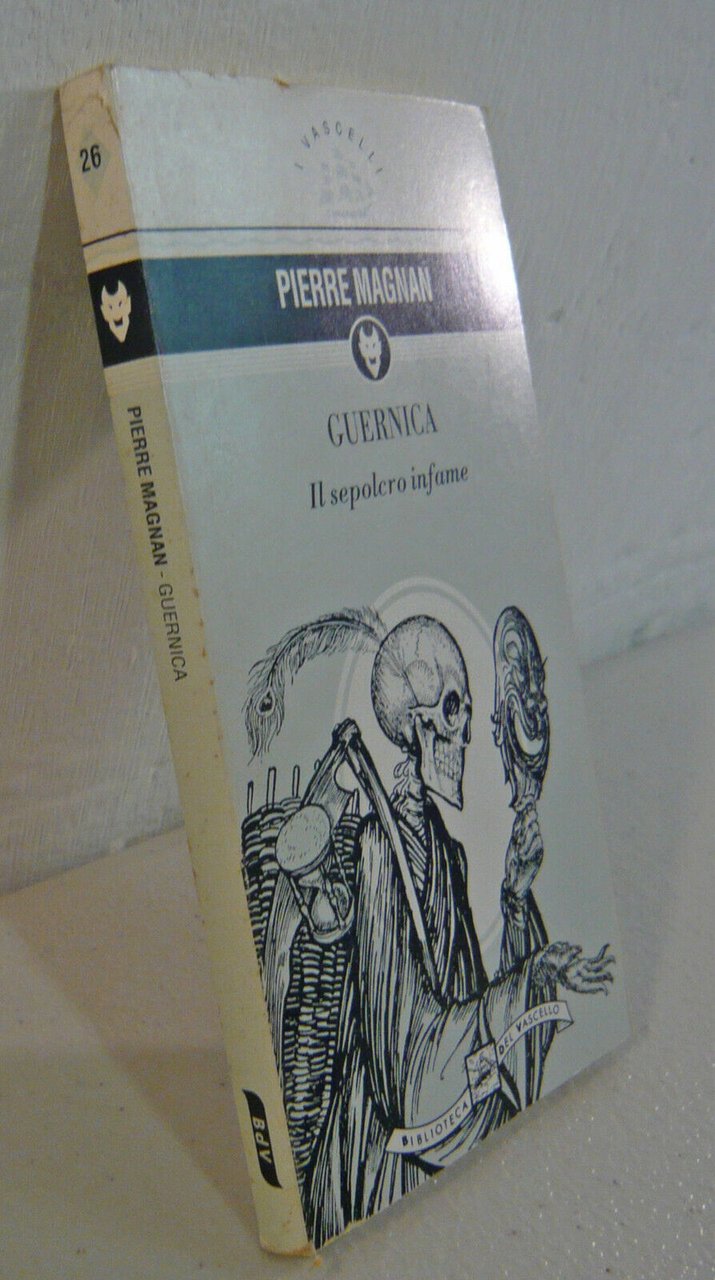 26
PIERRE MAGNAN - GUERNICA
BdV
I VASCELLI
PIERRE MAGNAN
GUERNICA
Il sepolcro infame
BIBLIOTECA DEL VASCELLO